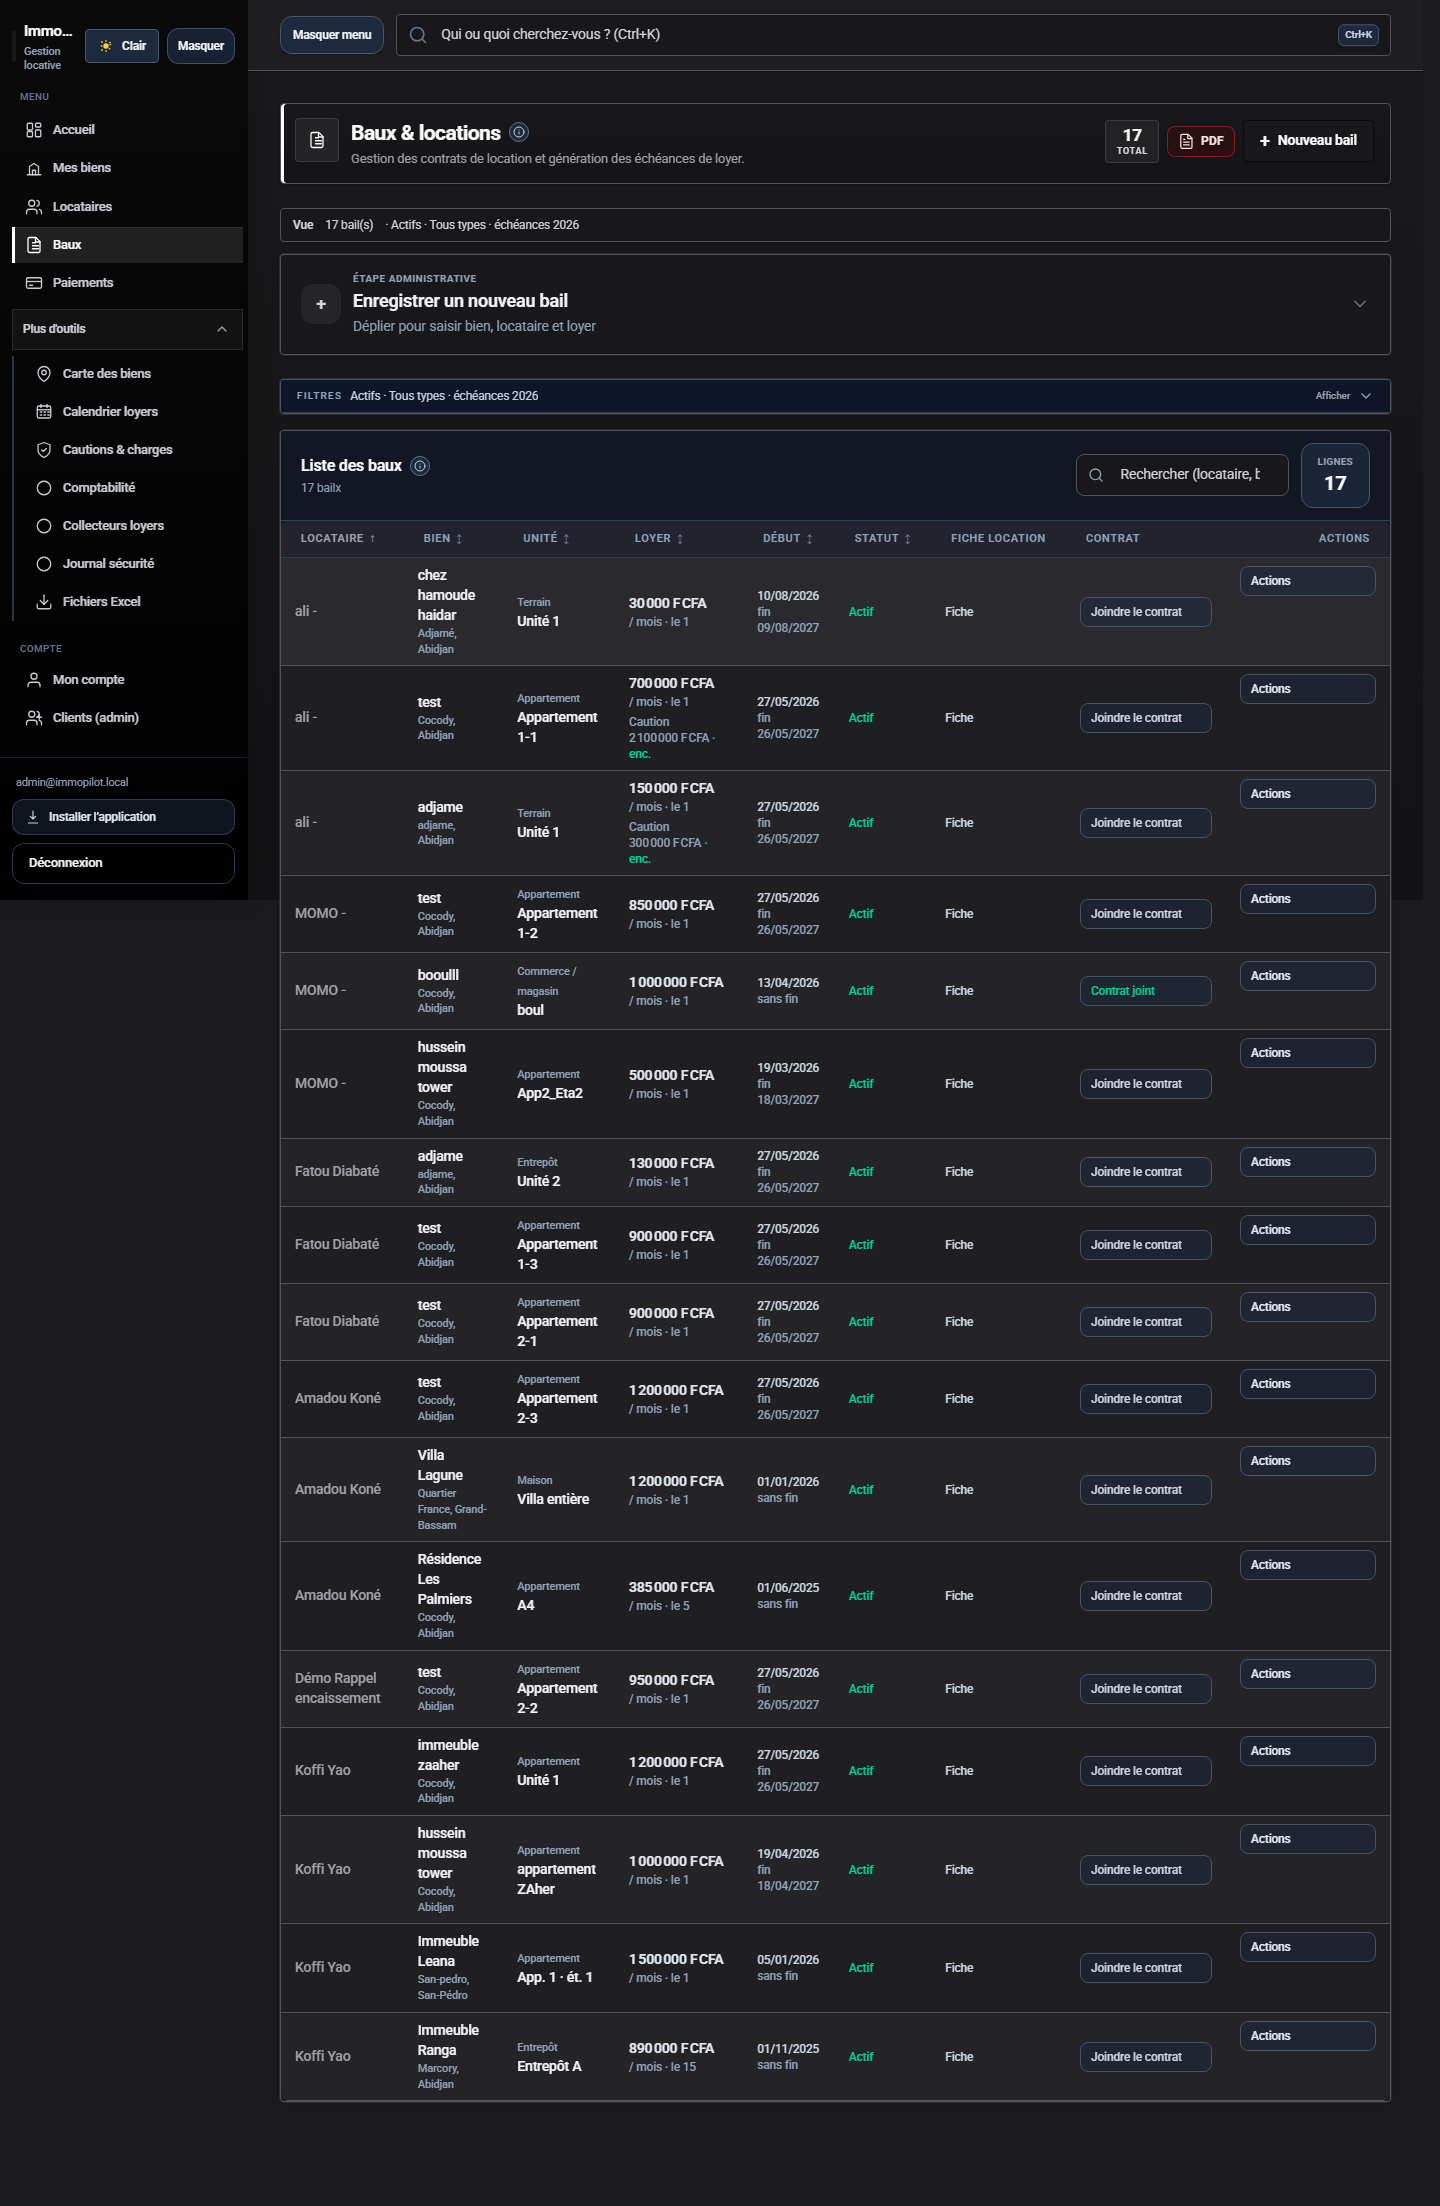 Immo...
Gestion
locative
Clair
Masquer
MENU
Accueil
Mes biens
Locataires
Baux
Paiements
Plus d'outils
Carte des biens
Calendrier loyers
Cautions & charges
Comptabilité
Collecteurs loyers
Journal sécurité
Fichiers Excel
COMPTE
Mon compte
Clients (admin)
admin@immopilot.local
Installer l'application
Déconnexion
Masquer menu
Qui ou quoi cherchez-vous ? (Ctrl+K)
Ctrl+K
Baux & locations
Gestion des contrats de location et génération des échéances de loyer.
17
TOTAL
PDF
+ Nouveau bail
Vue 17 bail(s) · Actifs · Tous types · échéances 2026
ÉTAPE ADMINISTRATIVE
+
Enregistrer un nouveau bail
Déplier pour saisir bien, locataire et loyer
FILTRES Actifs · Tous types · échéances 2026
Afficher
Liste des baux
17 bailx
Rechercher (locataire, b
LIGNES
17
LOCATAIRE ↑ BIEN ↕ UNITÉ ↕ LOYER ↕ DÉBUT ↕ STATUT ↕ FICHE LOCATION CONTRAT ACTIONS
ali -
chez
hamoude
haidar
Adjamé,
Abidjan
Terrain
Unité 1
30 000 FCFA
/ mois · le 1
10/08/2026
fin
09/08/2027
Actif
Fiche
Joindre le contrat
Actions
ali -
test
Cocody,
Abidjan
Appartement
Appartement
1-1
700 000 FCFA
/ mois · le 1
Caution
2 100 000 FCFA ·
enc.
27/05/2026
fin
26/05/2027
Actif
Fiche
Joindre le contrat
Actions
ali -
adjame
adjame,
Abidjan
Terrain
Unité 1
150 000 FCFA
/ mois · le 1
Caution
300 000 FCFA ·
enc.
27/05/2026
fin
26/05/2027
Actif
Fiche
Joindre le contrat
Actions
MOMO -
test
Cocody,
Abidjan
Appartement
Appartement
1-2
850 000 FCFA
/ mois · le 1
27/05/2026
fin
26/05/2027
Actif
Fiche
Joindre le contrat
Actions
MOMO -
booulll
Cocody,
Abidjan
Commerce /
magasin
boul
1 000 000 FCFA
/ mois · le 1
13/04/2026
sans fin
Actif
Fiche
Contrat joint
Actions
MOMO -
hussein
moussa
tower
Cocody,
Abidjan
Appartement
App2_Eta2
500 000 FCFA
/ mois · le 1
19/03/2026
fin
18/03/2027
Actif
Fiche
Joindre le contrat
Actions
Fatou Diabaté
adjame
adjame,
Abidjan
Entrepôt
Unité 2
130 000 FCFA
/ mois · le 1
27/05/2026
fin
26/05/2027
Actif
Fiche
Joindre le contrat
Actions
Fatou Diabaté
test
Cocody,
Abidjan
Appartement
Appartement
1-3
900 000 FCFA
/ mois · le 1
27/05/2026
fin
26/05/2027
Actif
Fiche
Joindre le contrat
Actions
Fatou Diabaté
test
Cocody,
Abidjan
Appartement
Appartement
2-1
900 000 FCFA
/ mois · le 1
27/05/2026
fin
26/05/2027
Actif
Fiche
Joindre le contrat
Actions
Amadou Koné
test
Cocody,
Abidjan
Appartement
Appartement
2-3
1 200 000 FCFA
/ mois · le 1
27/05/2026
fin
26/05/2027
Actif
Fiche
Joindre le contrat
Actions
Amadou Koné
Villa
Lagune
Quartier
France, Grand-
Bassam
Maison
Villa entière
1 200 000 FCFA
/ mois · le 1
01/01/2026
sans fin
Actif
Fiche
Joindre le contrat
Actions
Amadou Koné
Résidence
Les
Palmiers
Cocody,
Abidjan
Appartement
A4
385 000 FCFA
/ mois · le 5
01/06/2025
sans fin
Actif
Fiche
Joindre le contrat
Actions
Démo Rappel
encaissement
test
Cocody,
Abidjan
Appartement
Appartement
2-2
950 000 FCFA
/ mois · le 1
27/05/2026
fin
26/05/2027
Actif
Fiche
Joindre le contrat
Actions
Koffi Yao
immeuble
zaaher
Cocody,
Abidjan
Appartement
Unité 1
1 200 000 FCFA
/ mois · le 1
27/05/2026
fin
26/05/2027
Actif
Fiche
Joindre le contrat
Actions
Koffi Yao
hussein
moussa
tower
Cocody,
Abidjan
Appartement
appartement
ZAher
1 000 000 FCFA
/ mois · le 1
19/04/2026
fin
18/04/2027
Actif
Fiche
Joindre le contrat
Actions
Koffi Yao
Immeuble
Leana
San-pedro,
San-Pédro
Appartement
App. 1 · ét. 1
1 500 000 FCFA
/ mois · le 1
05/01/2026
sans fin
Actif
Fiche
Joindre le contrat
Actions
Koffi Yao
Immeuble
Ranga
Marcory,
Abidjan
Entrepôt
Entrepôt A
890 000 FCFA
/ mois · le 15
01/11/2025
sans fin
Actif
Fiche
Joindre le contrat
Actions